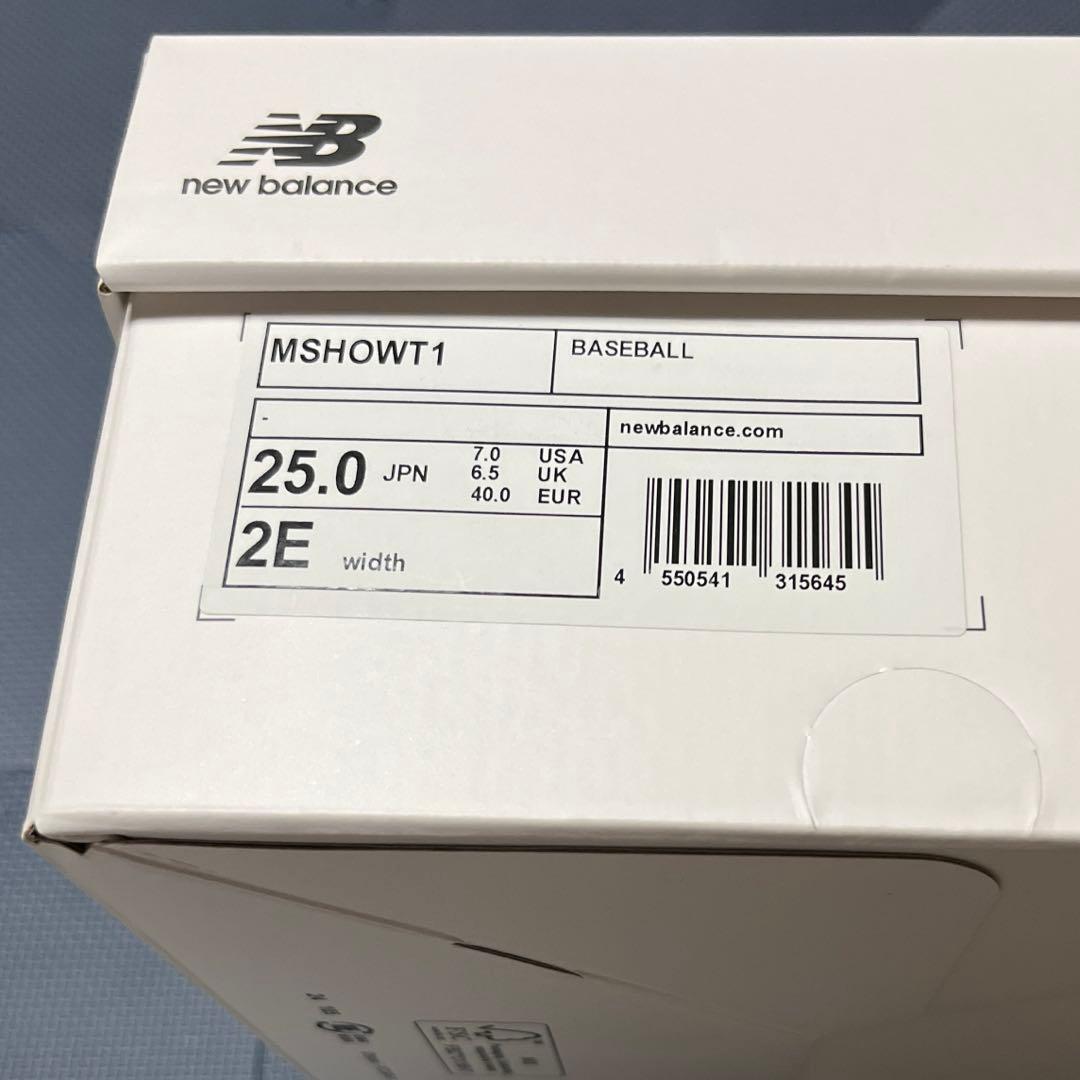 NB
new balance
MSHOWT1
BASEBALL
-
newbalance.com
25.0 JPN
7.0 USA
6.5 UK
40.0 EUR
2E width
4 550541 315645